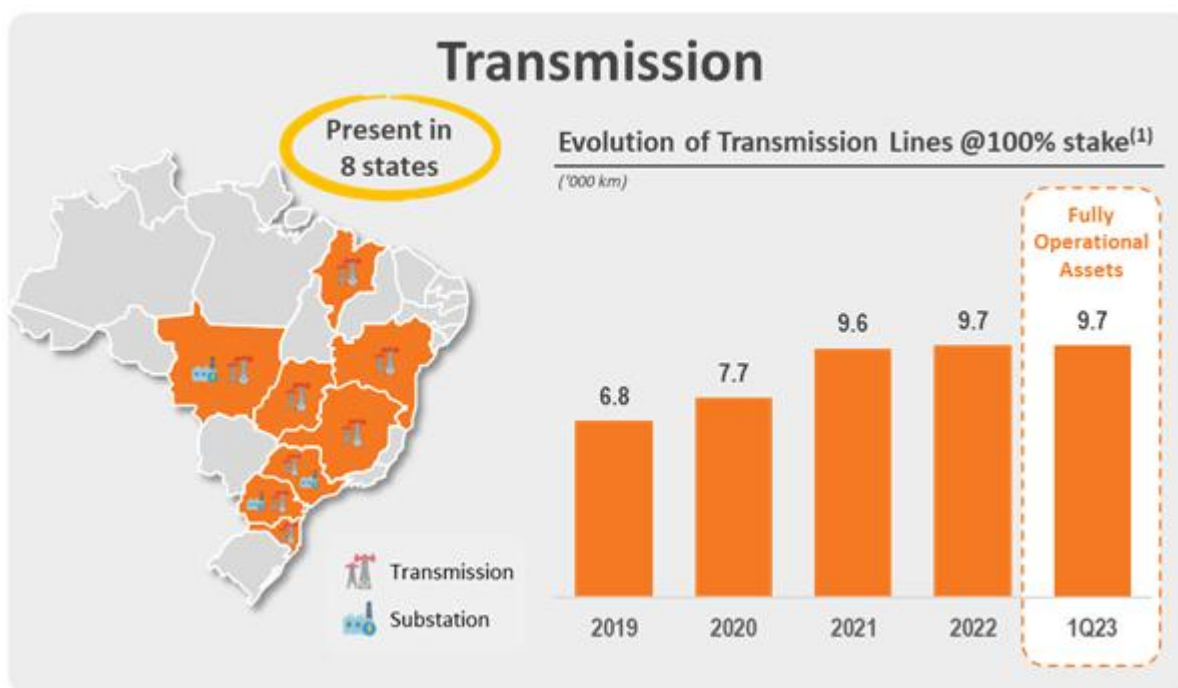 Transmission
Present in
8 states
Evolution of Transmission Lines @100% stake(1)
('000 km)
Fully
Operational
Assets
6.8
7.7
9.6
9.7
9.7
Transmission
Substation
2019
2020
2021
2022
1Q23